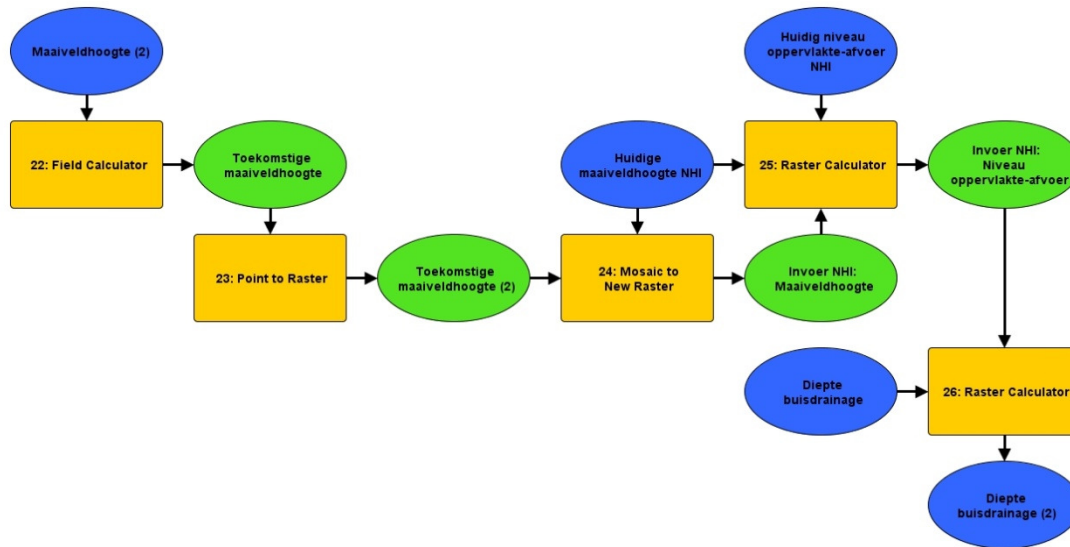 Maaiveldhoogte (2)
Huidig niveau
oppervlakte-afvoer
NHI
22: Field Calculator
Toekomstige
maaiveldhoogte
Huidige
maaiveldhoogte NHI
25: Raster Calculator
Invoer NHI:
Niveau
oppervlakte-afvoer
23: Point to Raster
Toekomstige
maaiveldhoogte (2)
24: Mosaic to
New Raster
Invoer NHI:
Maaiveldhoogte
Diepte
buisdrainage
26: Raster Calculator
Diepte
buisdrainage (2)